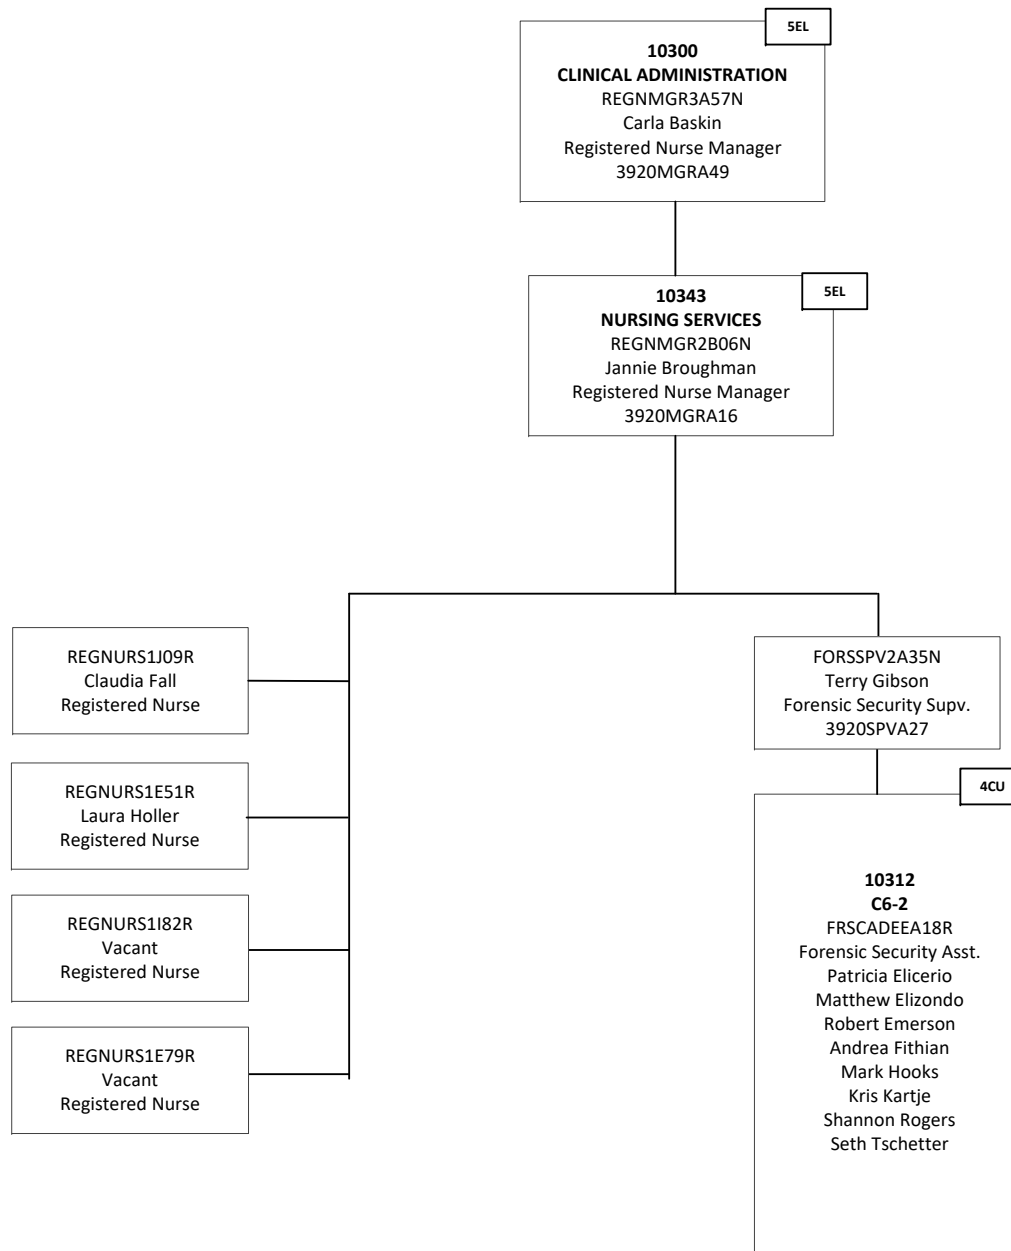 5EL
10300
CLINICAL ADMINISTRATION
REGNMGR3A57N
Carla Baskin
Registered Nurse Manager
3920MGRA49
5EL
10343
NURSING SERVICES
REGNMGR2B06N
Jannie Broughman
Registered Nurse Manager
3920MGRA16
REGNURS1J09R
Claudia Fall
Registered Nurse
REGNURS1E51R
Laura Holler
Registered Nurse
REGNURS1I82R
Vacant
Registered Nurse
REGNURS1E79R
Vacant
Registered Nurse
FORSSPV2A35N
Terry Gibson
Forensic Security Supv.
3920SPVA27
4CU
10312
C6-2
FRSCADEEA18R
Forensic Security Asst.
Patricia Elicerio
Matthew Elizondo
Robert Emerson
Andrea Fithian
Mark Hooks
Kris Kartje
Shannon Rogers
Seth Tschetter